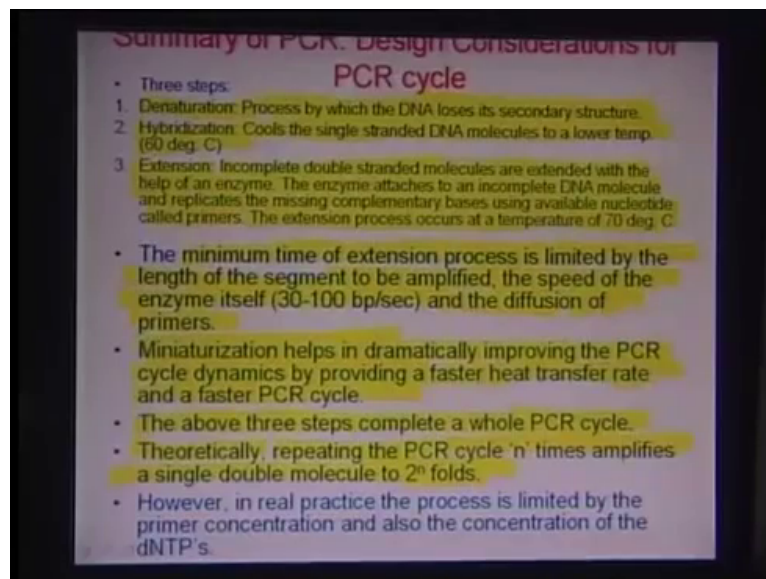 Summary of PCR: Design Considerations for
PCR cycle
• Three steps:
1. Denaturation: Process by which the DNA loses its secondary structure.
2. Hybridization: Cools the single stranded DNA molecules to a lower temp.
(60 deg. C)
3. Extension: Incomplete double stranded molecules are extended with the
help of an enzyme. The enzyme attaches to an incomplete DNA molecule
and replicates the missing complementary bases using available nucleotide
called primers. The extension process occurs at a temperature of 70 deg. C
• The minimum time of extension process is limited by the
length of the segment to be amplified, the speed of the
enzyme itself (30-100 bp/sec) and the diffusion of
primers.
• Miniaturization helps in dramatically improving the PCR
cycle dynamics by providing a faster heat transfer rate
and a faster PCR cycle.
• The above three steps complete a whole PCR cycle.
• Theoretically, repeating the PCR cycle 'n' times amplifies
a single double molecule to 2ⁿ folds.
• However, in real practice the process is limited by the
primer concentration and also the concentration of the
dNTP's.